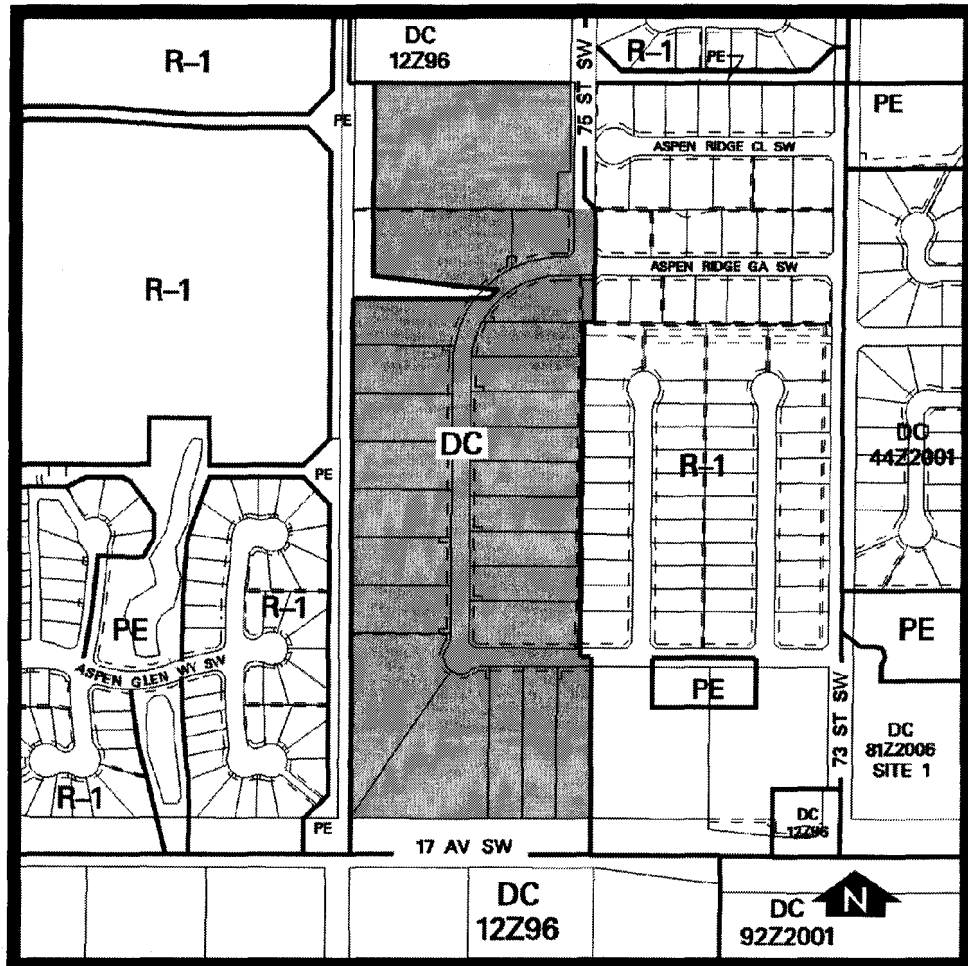 R-1
DC
12Z96
75 ST SW
R-1
PE
PE
PE
ASPEN RIDGE CL SW
R-1
ASPEN RIDGE GA SW
DC
R-1
DC
44Z2001
PE
R-1
PE
ASPEN GLEN WY SW
PE
PE
73 ST SW
DC
81Z2006
SITE 1
R-1
PE
DC
12Z96
17 AV SW
DC
12Z96
DC
92Z2001
N